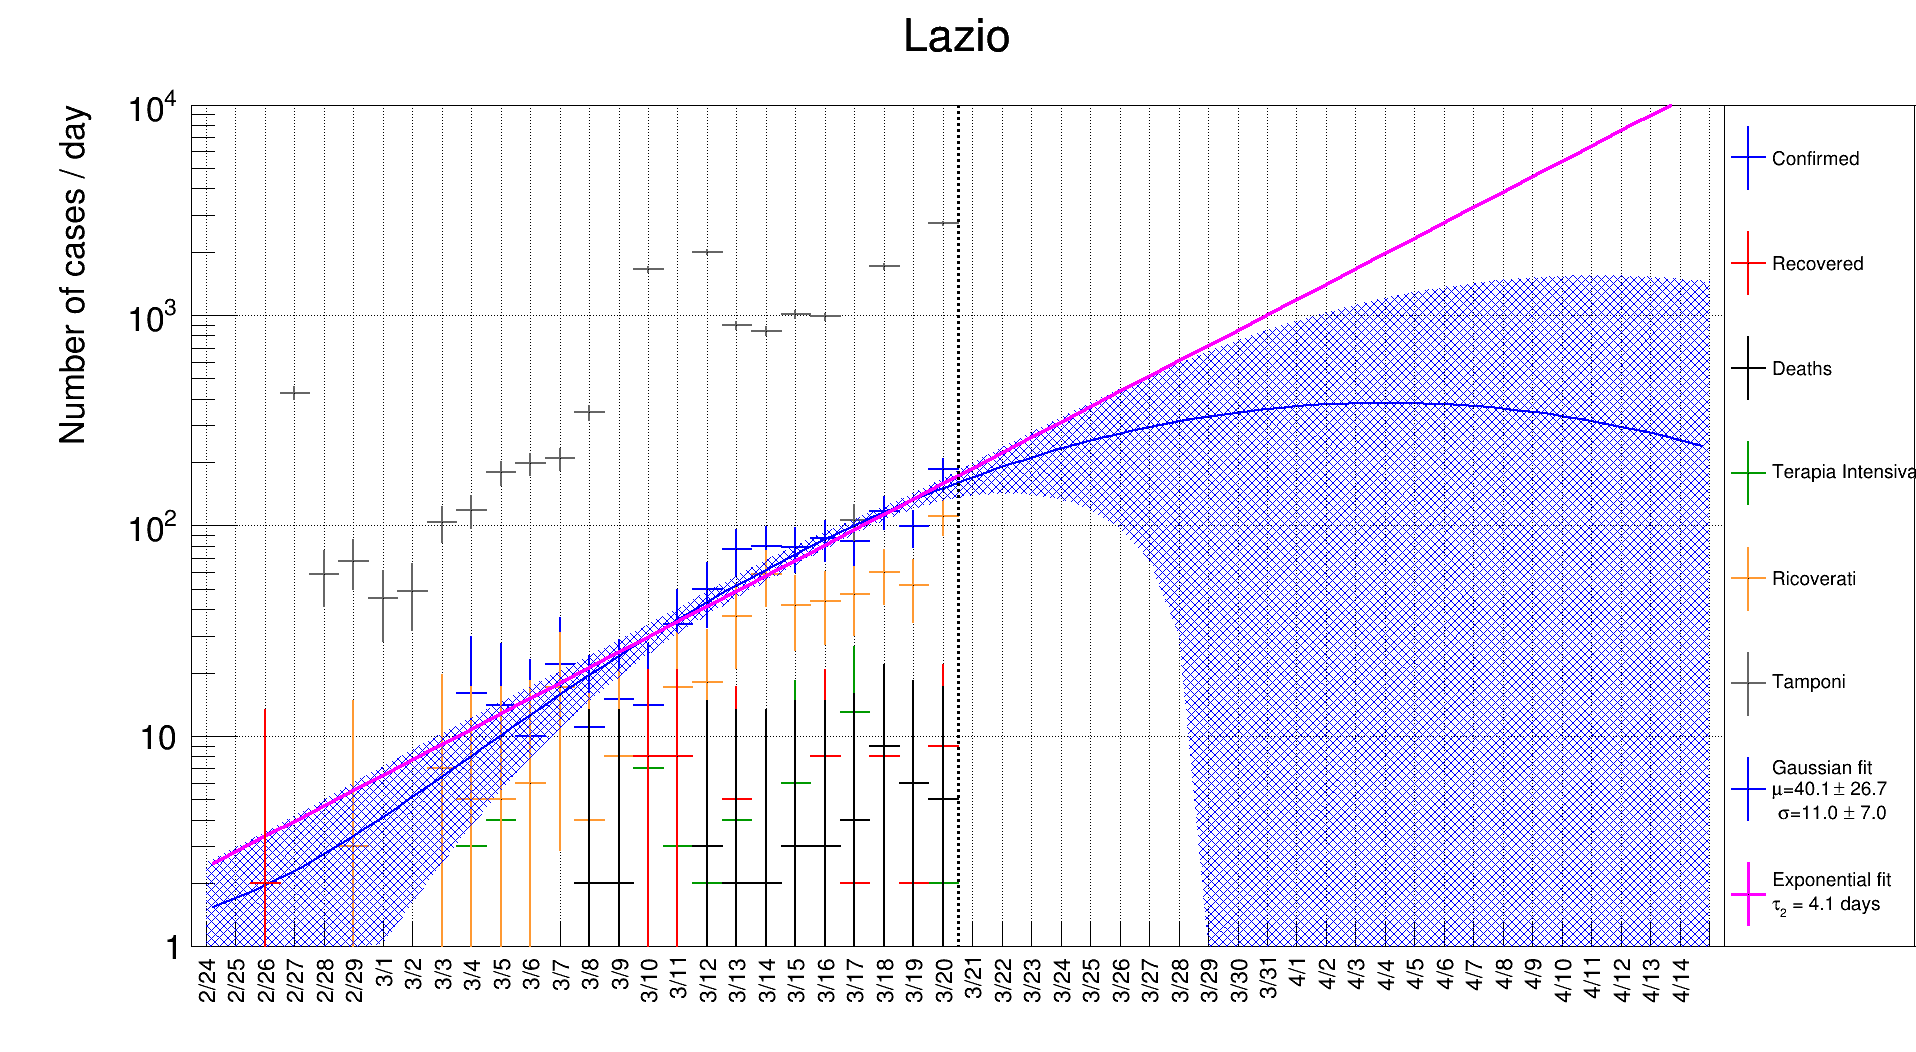 Lazio
Number of cases / day
10⁴
10³
10²
10
1
2/24 2/25 2/26 2/27 2/28 2/29 3/1 3/2 3/3 3/4 3/5 3/6 3/7 3/8 3/9 3/10 3/11 3/12 3/13 3/14 3/15 3/16 3/17 3/18 3/19 3/20 3/21 3/22 3/23 3/24 3/25 3/26 3/27 3/28 3/29 3/30 3/31 4/1 4/2 4/3 4/4 4/5 4/6 4/7 4/8 4/9 4/10 4/11 4/12 4/13 4/14
Confirmed
Recovered
Deaths
Terapia Intensiva
Ricoverati
Tamponi
Gaussian fit
μ=40.1 ± 26.7
σ=11.0 ± 7.0
Exponential fit
τ₂ = 4.1 days